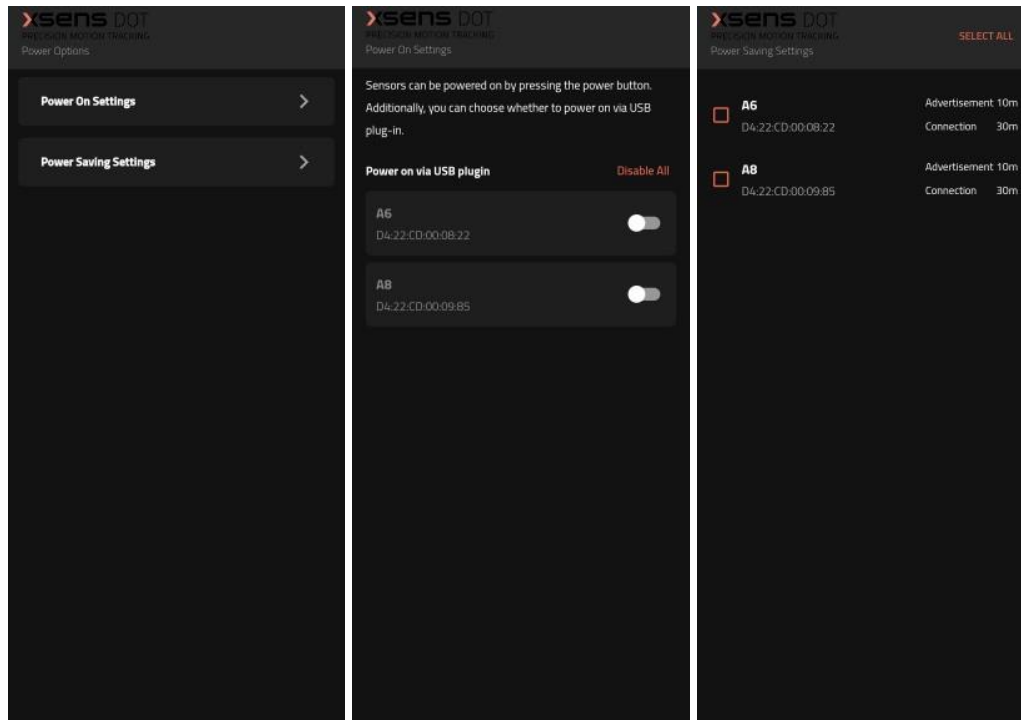 xsens DOT
PRECISION MOTION TRACKING
Power Options
Power On Settings
Power Saving Settings
xsens DOT
PRECISION MOTION TRACKING
Power On Settings
Sensors can be powered on by pressing the power button.
Additionally, you can choose whether to power on via USB
plug-in.
Power on via USB plugin Disable All
A6
D4:22:CD:00:08:22
A8
D4:22:CD:00:09:85
xsens DOT
PRECISION MOTION TRACKING
Power Saving Settings
SELECT ALL
A6 Advertisement 10m
D4:22:CD:00:08:22 Connection 30m
A8 Advertisement 10m
D4:22:CD:00:09:85 Connection 30m